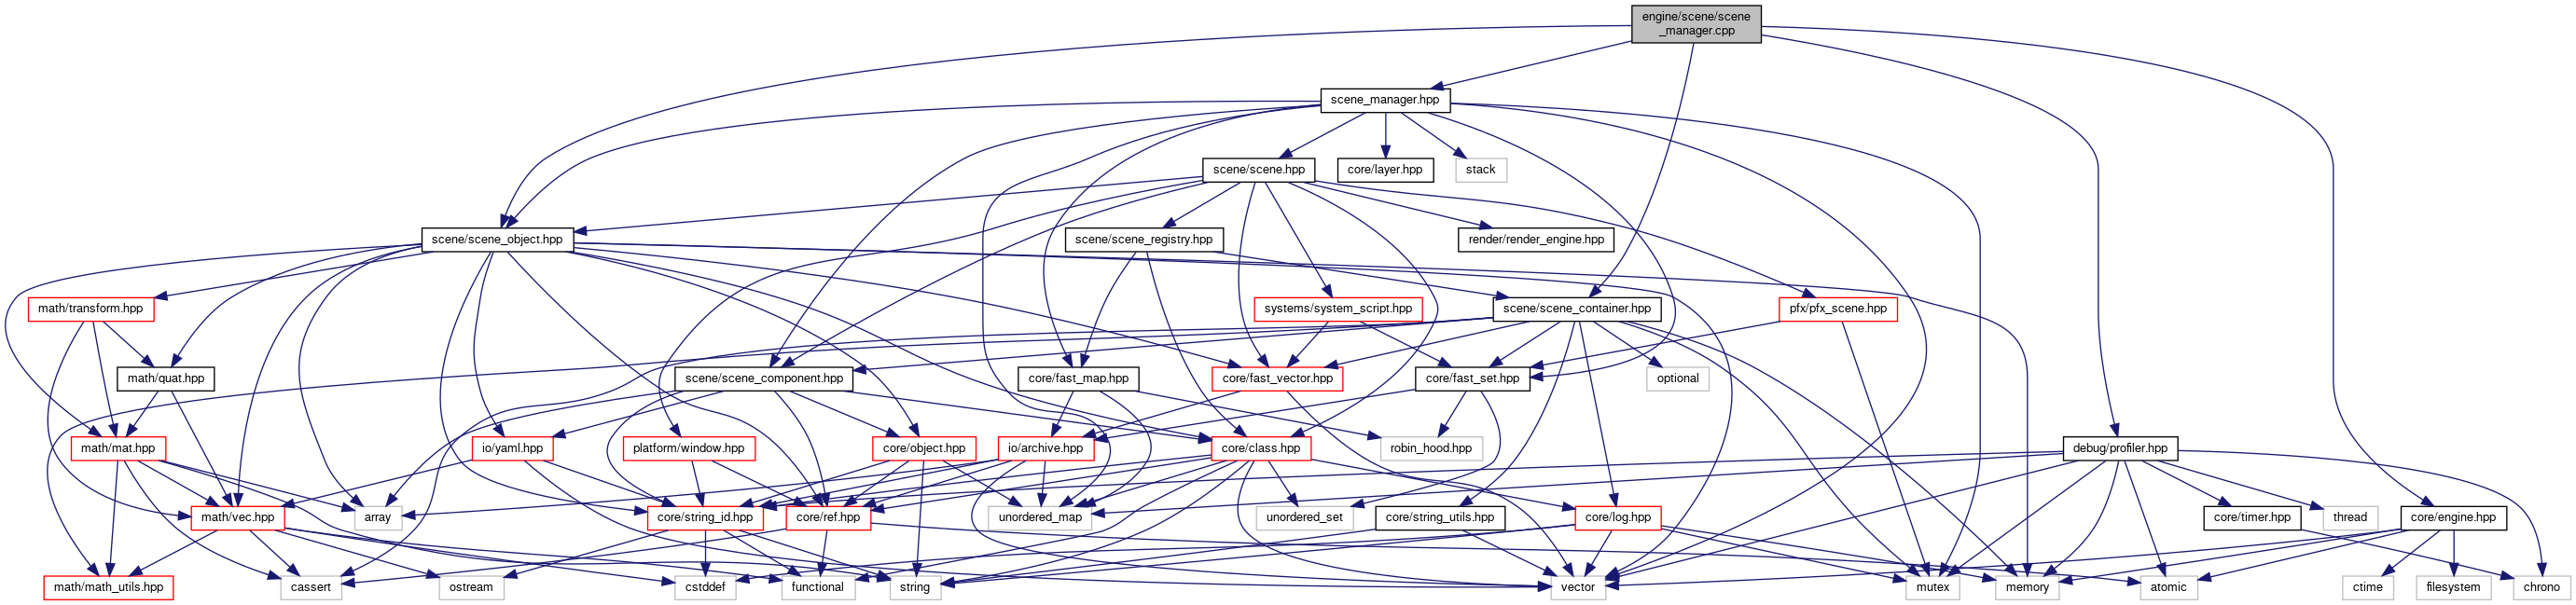 engine/scene/scene
_manager.cpp
scene_manager.hpp
scene/scene.hpp
core/layer.hpp
stack
scene/scene_object.hpp
scene/scene_registry.hpp
render/render_engine.hpp
math/transform.hpp
systems/system_script.hpp
scene/scene_container.hpp
pfx/pfx_scene.hpp
math/quat.hpp
scene/scene_component.hpp
core/fast_map.hpp
core/fast_vector.hpp
core/fast_set.hpp
optional
math/mat.hpp
io/yaml.hpp
platform/window.hpp
core/object.hpp
io/archive.hpp
core/class.hpp
robin_hood.hpp
debug/profiler.hpp
math/vec.hpp
array
core/string_id.hpp
core/ref.hpp
unordered_map
unordered_set
core/string_utils.hpp
core/log.hpp
core/timer.hpp
thread
core/engine.hpp
math/math_utils.hpp
cassert
ostream
cstddef
functional
string
vector
mutex
memory
atomic
ctime
filesystem
chrono